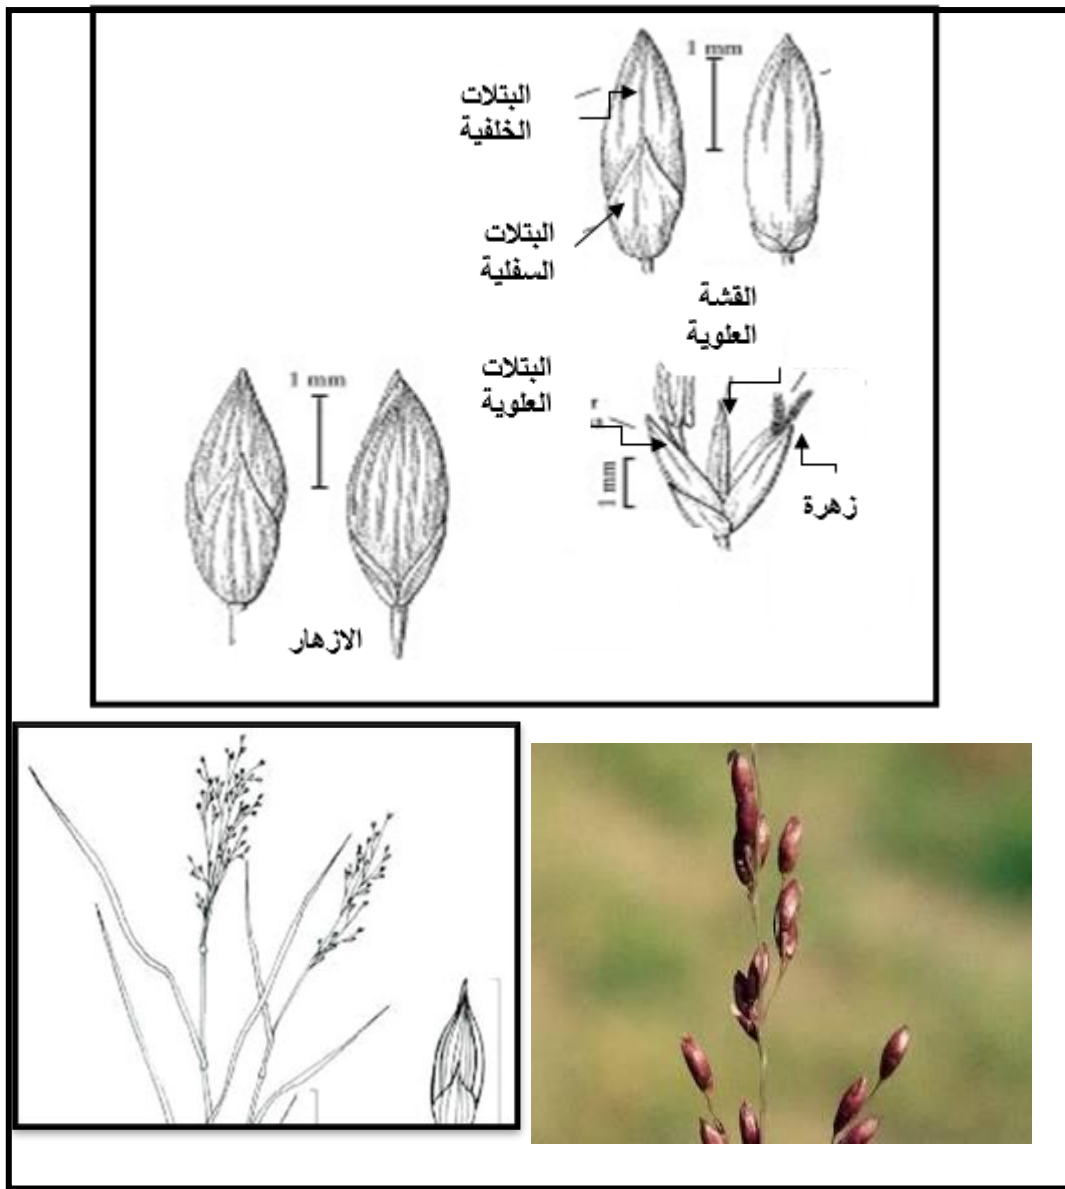 1 mm
البتلات
الخلفية
البتلات
السفلية
القشة
العلوية
البتلات
العلوية
1 mm
1 mm
زهرة
الازهار